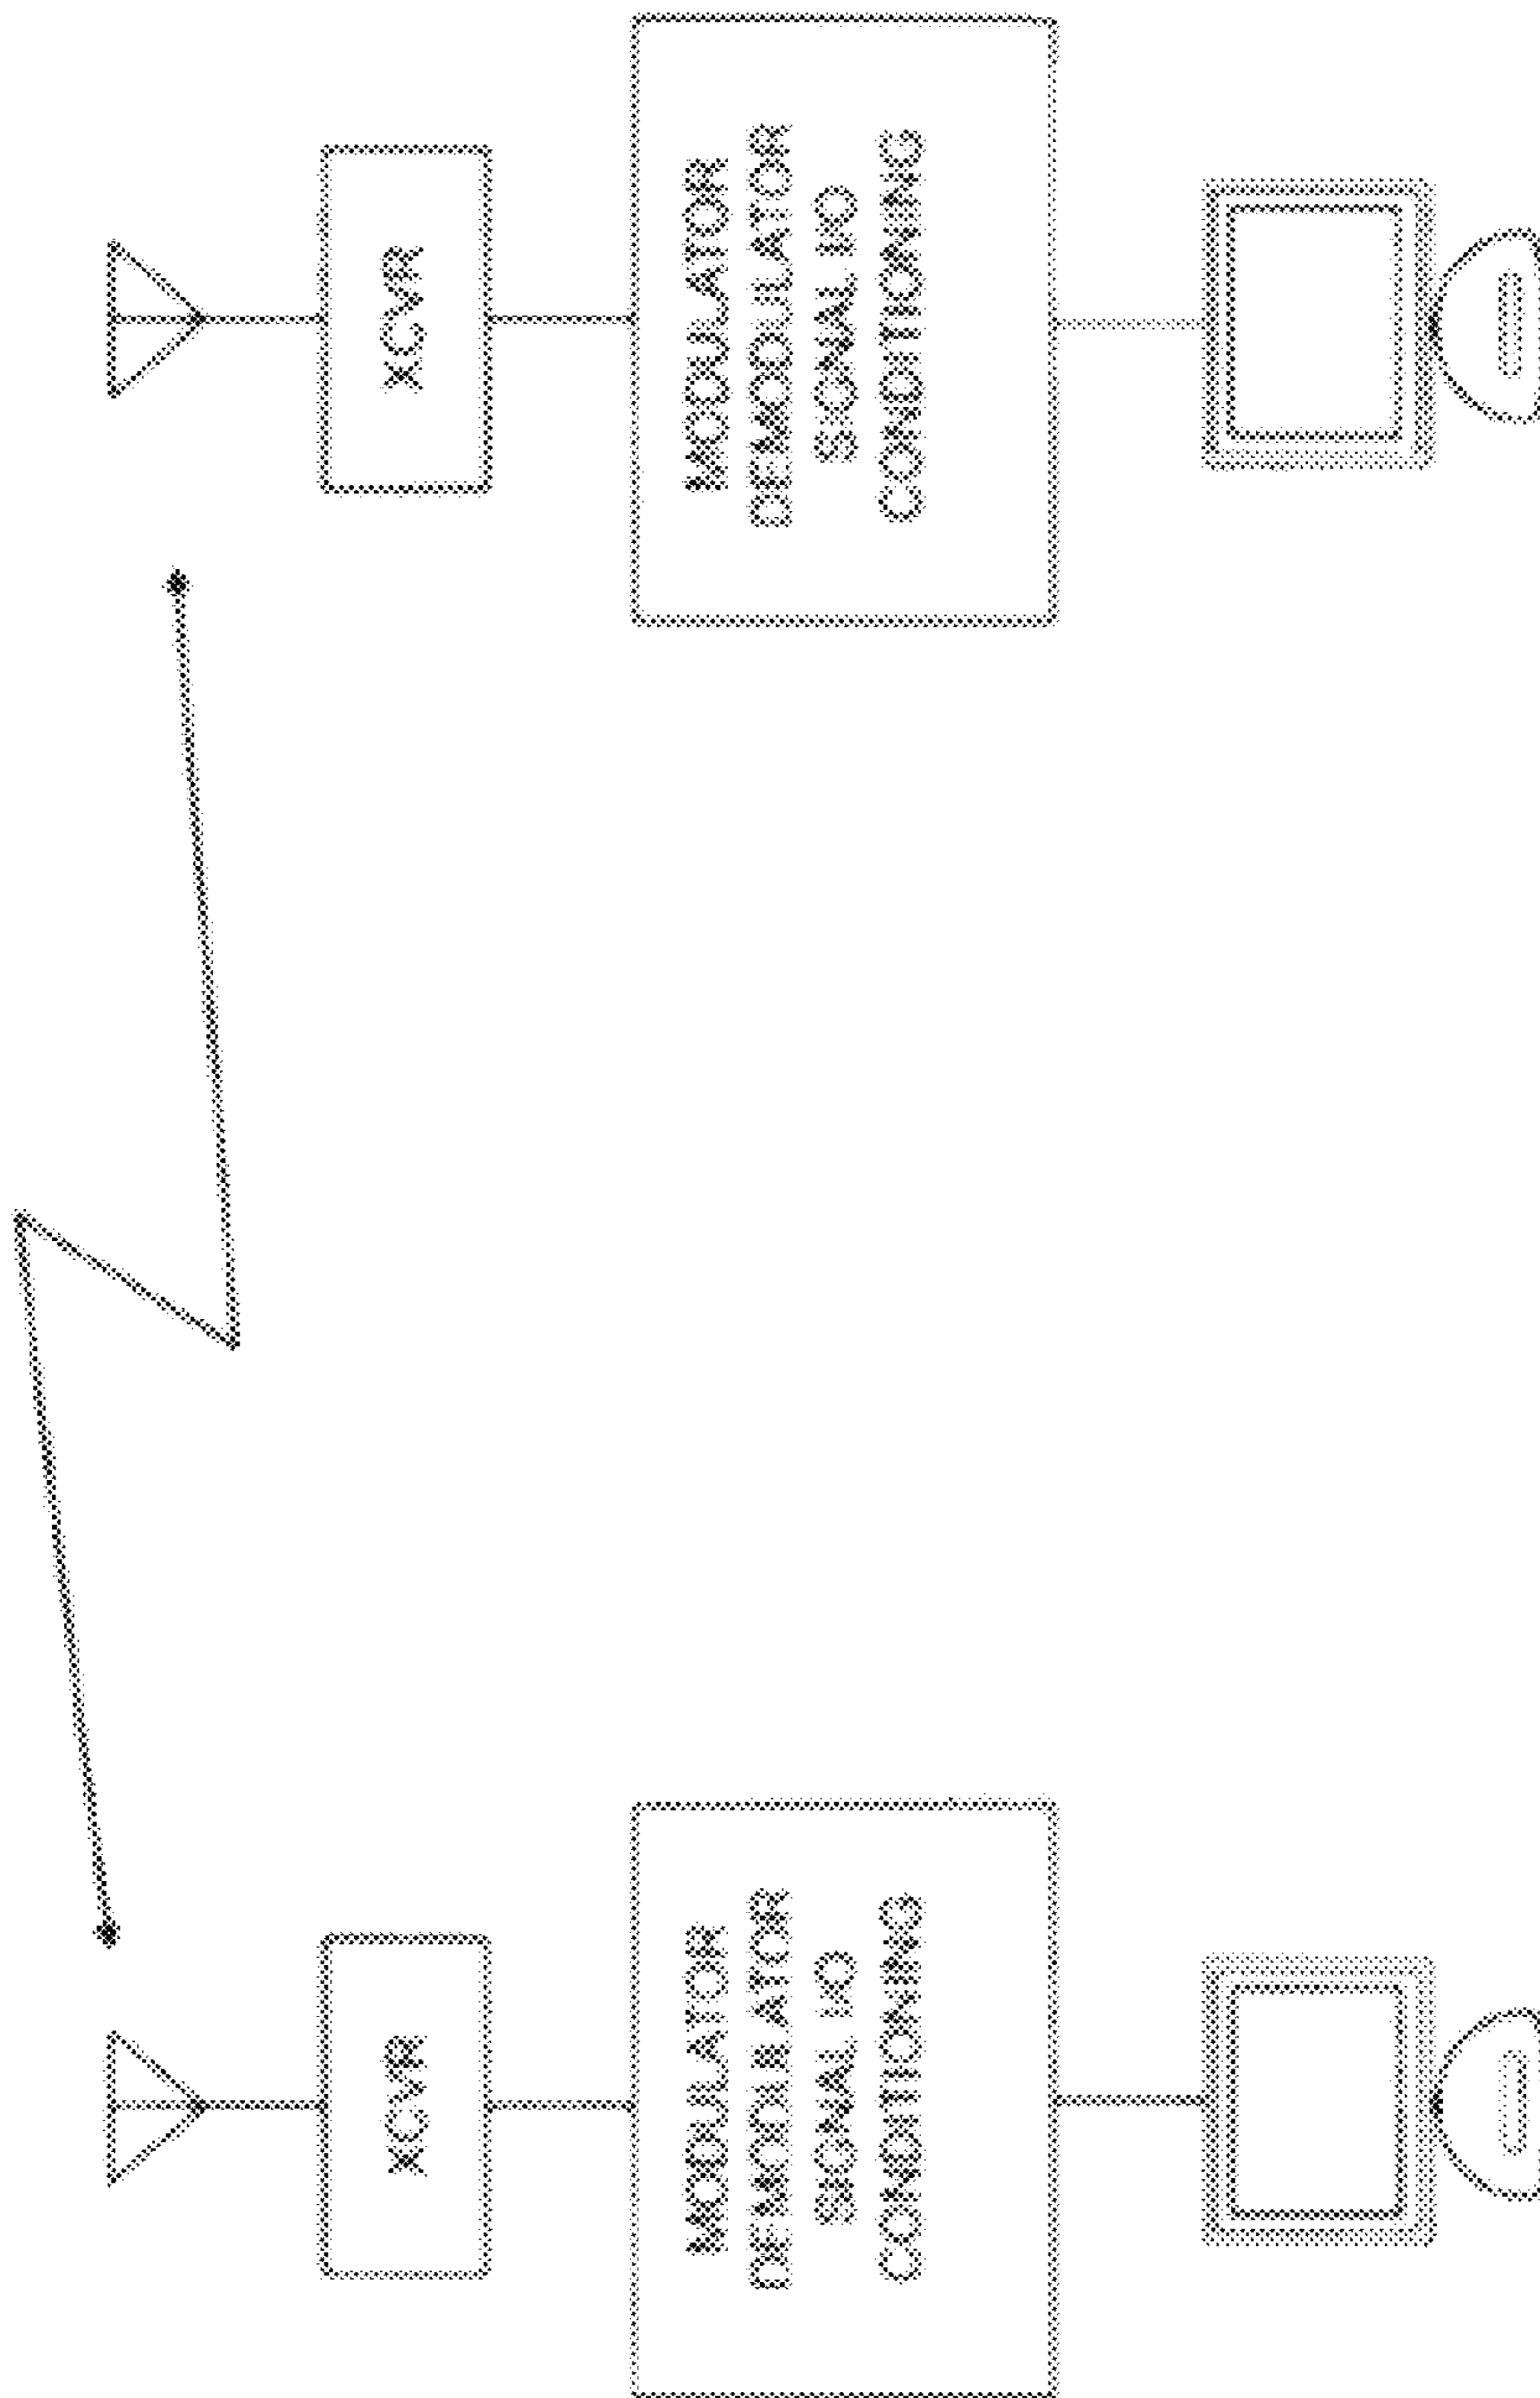 XCVR
MODULATOR
DEMODULATOR
SIGNAL I/O
CONDITIONING
XCVR
MODULATOR
DEMODULATOR
SIGNAL I/O
CONDITIONING